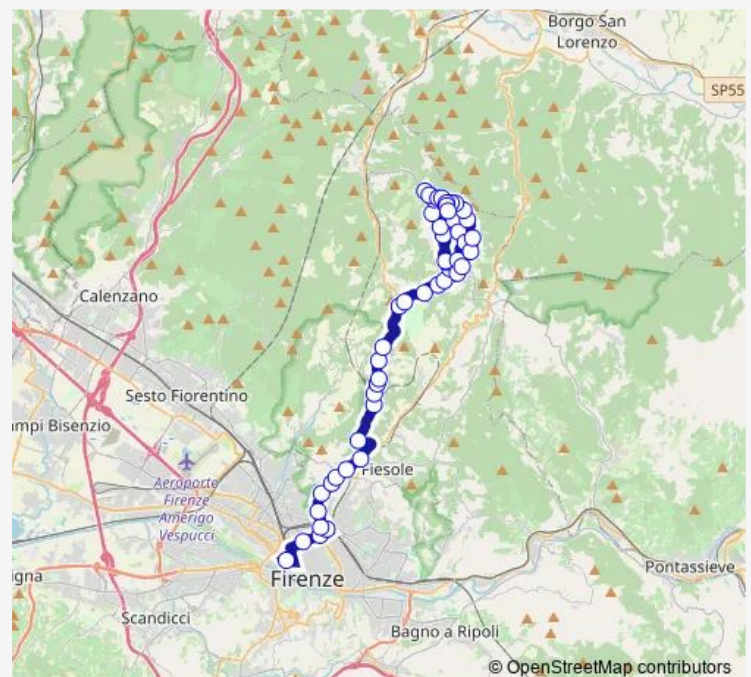 Borgo San
Lorenzo
SP55
Calenzano
Sesto Fiorentino
mpi Bisenzio
Aeroporto
Firenze
Amerigo
Vespucci
Fiesole
Firenze
Pontassieve
igna
Scandicci
Bagno a Ripoli
© OpenStreetMap contributors